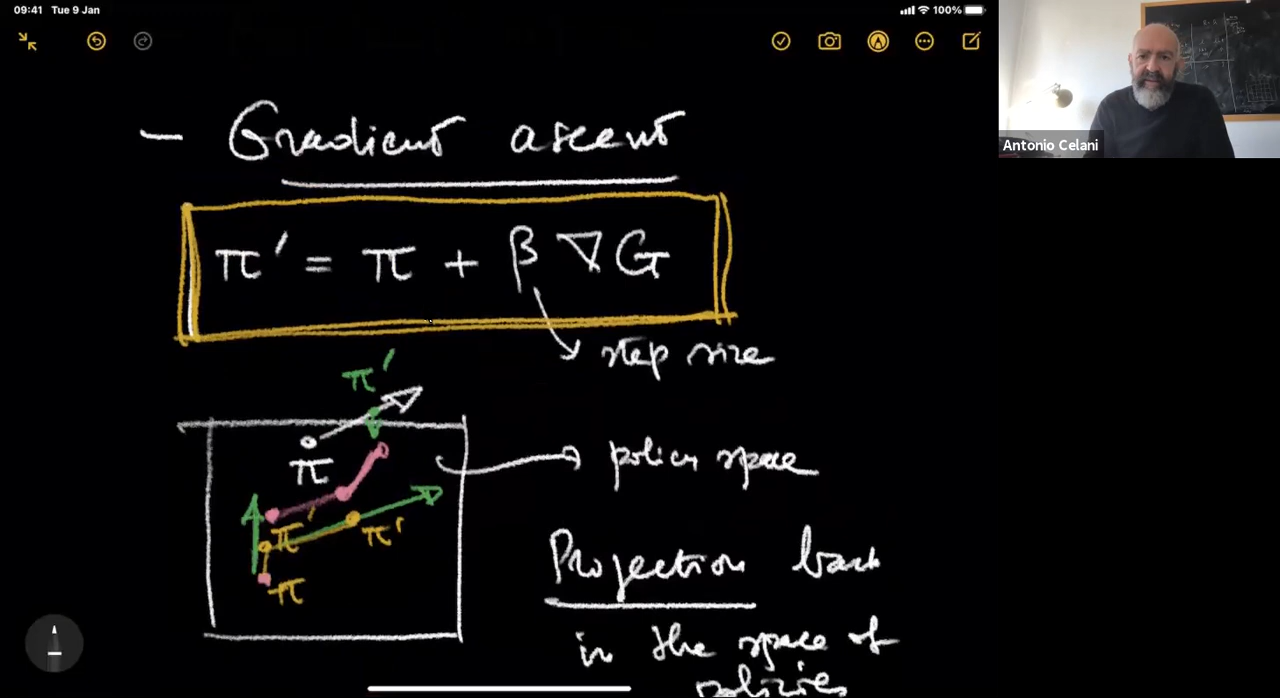 09:41 Tue 9 Jan
100%
Antonio Celani
- Gradient ascent
π' = π + β ∇G
step size
π'
π
policy space
π'
π'
π
Projection back
in the space of
policies